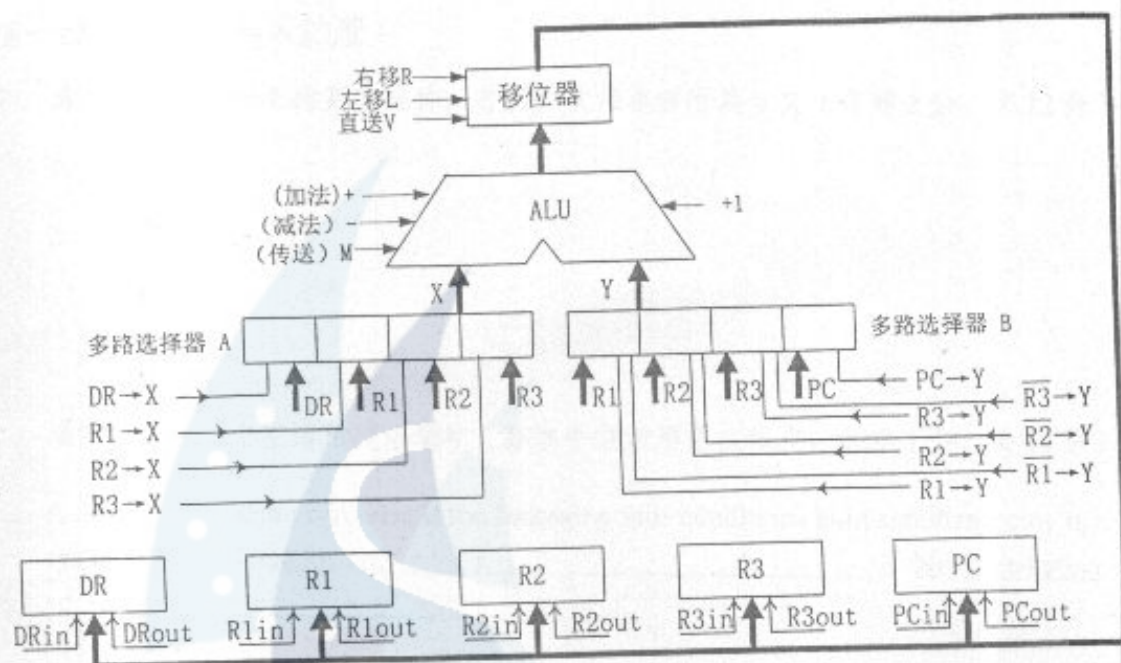 右移R
左移L
直送V
移位器
(加法)+
(减法)-
(传送)M
ALU
+1
X
Y
多路选择器 A
多路选择器 B
DR→X
R1→X
R2→X
R3→X
DR
R1
R2
R3
R1
R2
R3
PC
PC→Y
R3→Y
R2→Y
R1→Y
R̅3̅→Y
R̅2̅→Y
R̅1̅→Y
DR
R1
R2
R3
PC
DRin
DRout
R1in
R1out
R2in
R2out
R3in
R3out
PCin
PCout